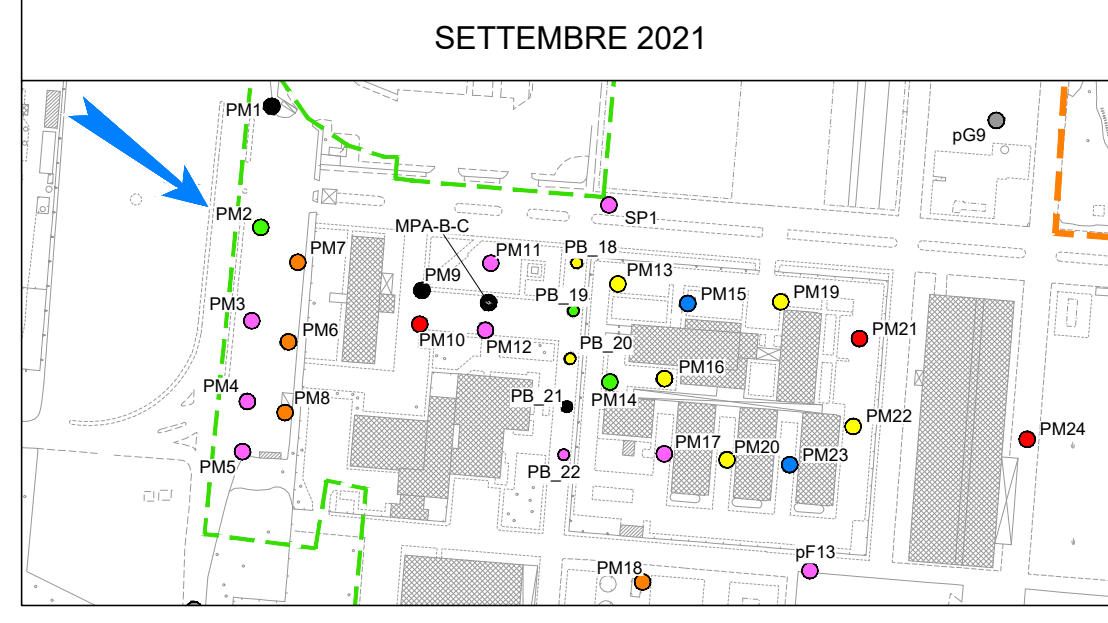 SETTEMBRE 2021
PM1
pG9
PM2
SP1
MPA-B-C
PM7
PM11
PB_18
PM9
PM13
PB_19
PM15
PM19
PM3
PM6
PM10
PM12
PB_20
PM21
PM16
PM4
PM8
PB_21
PM14
PM22
PM24
PM5
PB_22
PM17
PM20
PM23
pF13
PM18